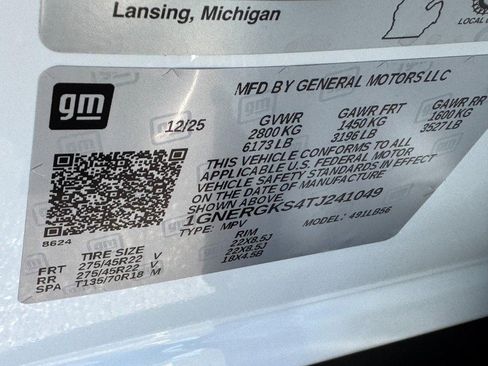 Lansing, Michigan
LOCAL
gm
MFD BY GENERAL MOTORS LLC
12/25
GVWR GAWR FRT GAWR RR
2800 KG 1450 KG 1600 KG
6173 LB 3196 LB 3527 LB
THIS VEHICLE CONFORMS TO ALL
APPLICABLE U.S. FEDERAL MOTOR
VEHICLE SAFETY STANDARDS IN EFFECT
ON THE DATE OF MANUFACTURE
SHOWN ABOVE.
1GNERGKS4TJ241049
TYPE: MPV MODEL: 491LB56
8624
TIRE SIZE RIM
FRT 275/45R22 V 22X8.5J
RR 275/45R22 V 22X8.5J
SPA T135/70R18 M 18X4.5B